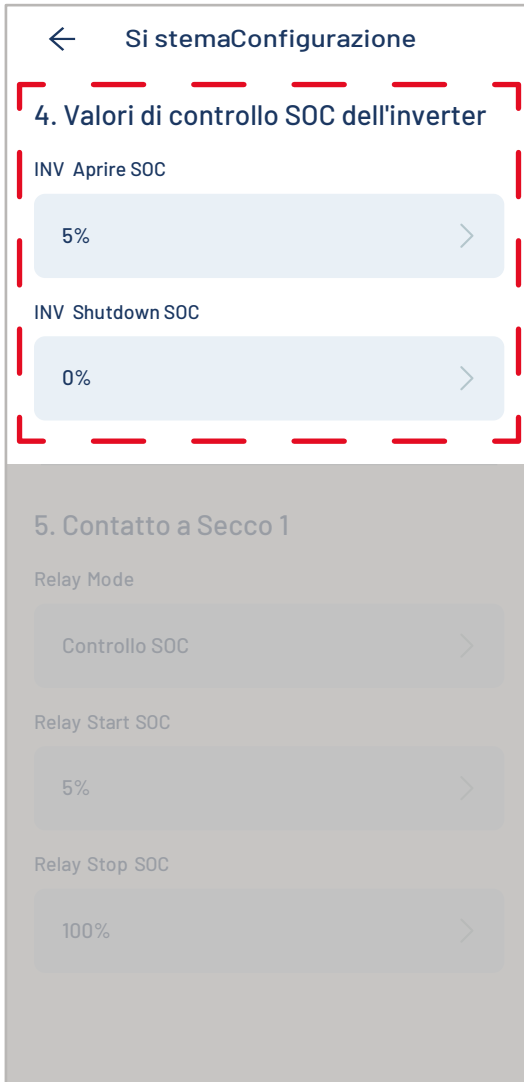 Si stemaConfigurazione
4. Valori di controllo SOC dell'inverter
INV Aprire SOC
5%
INV Shutdown SOC
0%
5. Contatto a Secco 1
Relay Mode
Controllo SOC
Relay Start SOC
5%
Relay Stop SOC
100%